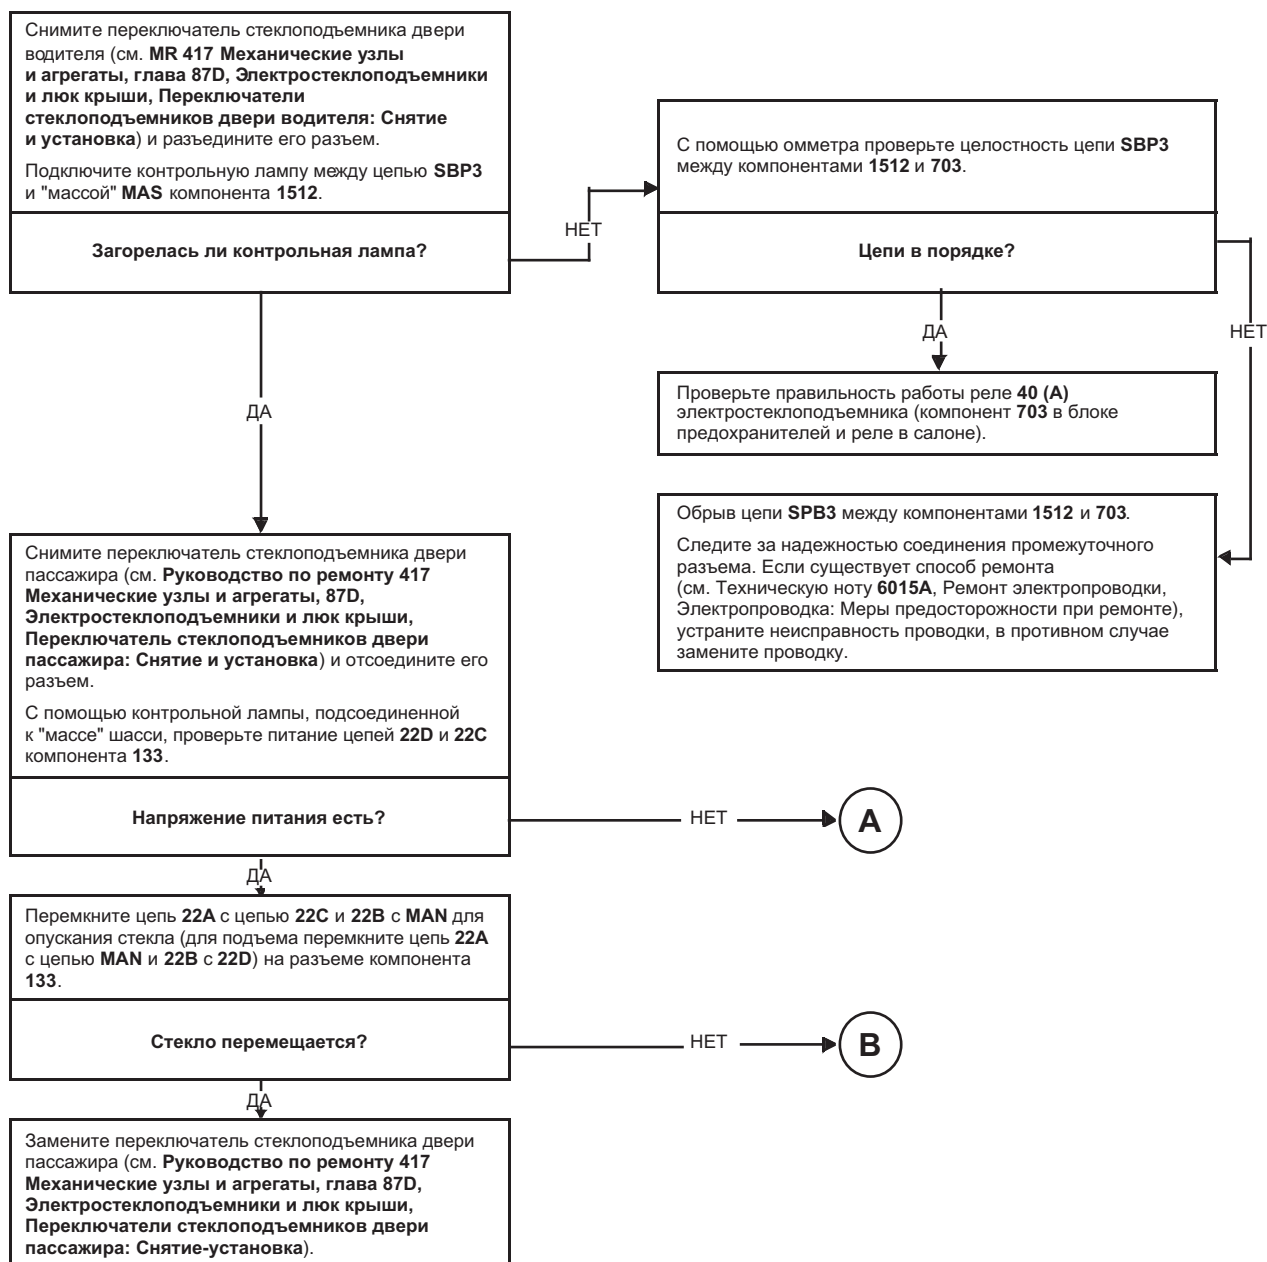 Снимите переключатель стеклоподъемника двери
водителя (см. MR 417 Механические узлы
и агрегаты, глава 87D, Электростеклоподъемники
и люк крыши, Переключатели
стеклоподъемников двери водителя: Снятие
и установка) и разъедините его разъем.
Подключите контрольную лампу между цепью SBP3
и "массой" MAS компонента 1512.
Загорелась ли контрольная лампа?
НЕТ
С помощью омметра проверьте целостность цепи SBP3
между компонентами 1512 и 703.
Цепи в порядке?
ДА
НЕТ
Проверьте правильность работы реле 40 (A)
электростеклоподъемника (компонент 703 в блоке
предохранителей и реле в салоне).
Обрыв цепи SPB3 между компонентами 1512 и 703.
Следите за надежностью соединения промежуточного
разъема. Если существует способ ремонта
(см. Техническую ноту 6015A, Ремонт электропроводки,
Электропроводка: Меры предосторожности при ремонте),
устраните неисправность проводки, в противном случае
замените проводку.
ДА
Снимите переключатель стеклоподъемника двери
пассажира (см. Руководство по ремонту 417
Механические узлы и агрегаты, 87D,
Электростеклоподъемники и люк крыши,
Переключатель стеклоподъемников двери
пассажира: Снятие и установка) и отсоедините его
разъем.
С помощью контрольной лампы, подсоединенной
к "массе" шасси, проверьте питание цепей 22D и 22C
компонента 133.
Напряжение питания есть?
НЕТ
A
ДА
Перемкните цепь 22A с цепью 22C и 22B с MAN для
опускания стекла (для подъема перемкните цепь 22A
с цепью MAN и 22B с 22D) на разъеме компонента
133.
Стекло перемещается?
НЕТ
B
ДА
Замените переключатель стеклоподъемника двери
пассажира (см. Руководство по ремонту 417
Механические узлы и агрегаты, глава 87D,
Электростеклоподъемники и люк крыши,
Переключатели стеклоподъемников двери
пассажира: Снятие-установка).